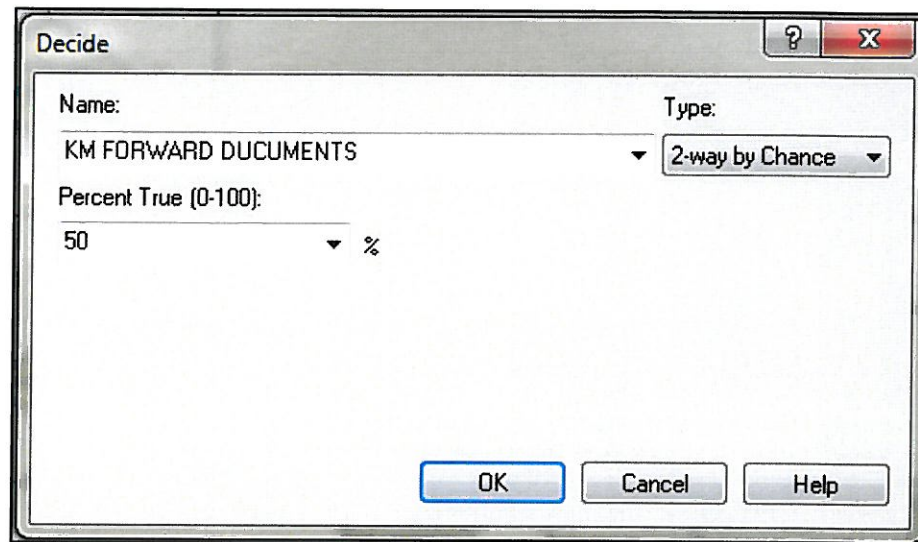 Decide
?
X
Name:
Type:
KM FORWARD DUCUMENTS
2-way by Chance
Percent True (0-100):
50
%
OK
Cancel
Help